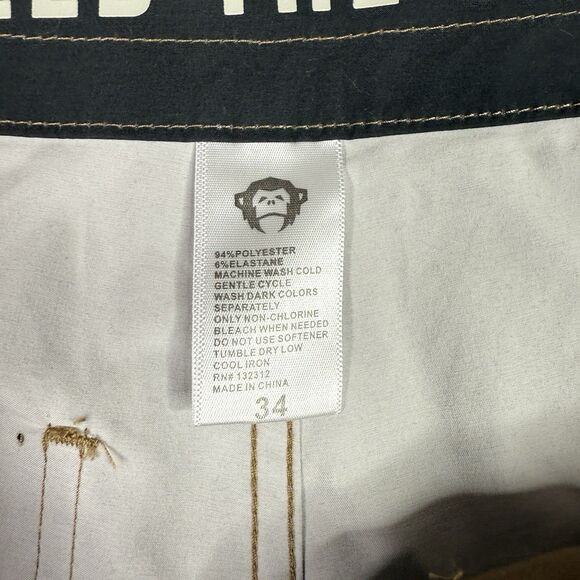 THE
94%POLYESTER
6%ELASTANE
MACHINE WASH COLD
GENTLE CYCLE
WASH DARK COLORS
SEPARATELY
ONLY NON-CHLORINE
BLEACH WHEN NEEDED
DO NOT USE SOFTENER
TUMBLE DRY LOW
COOL IRON
RN# 132312
MADE IN CHINA
34